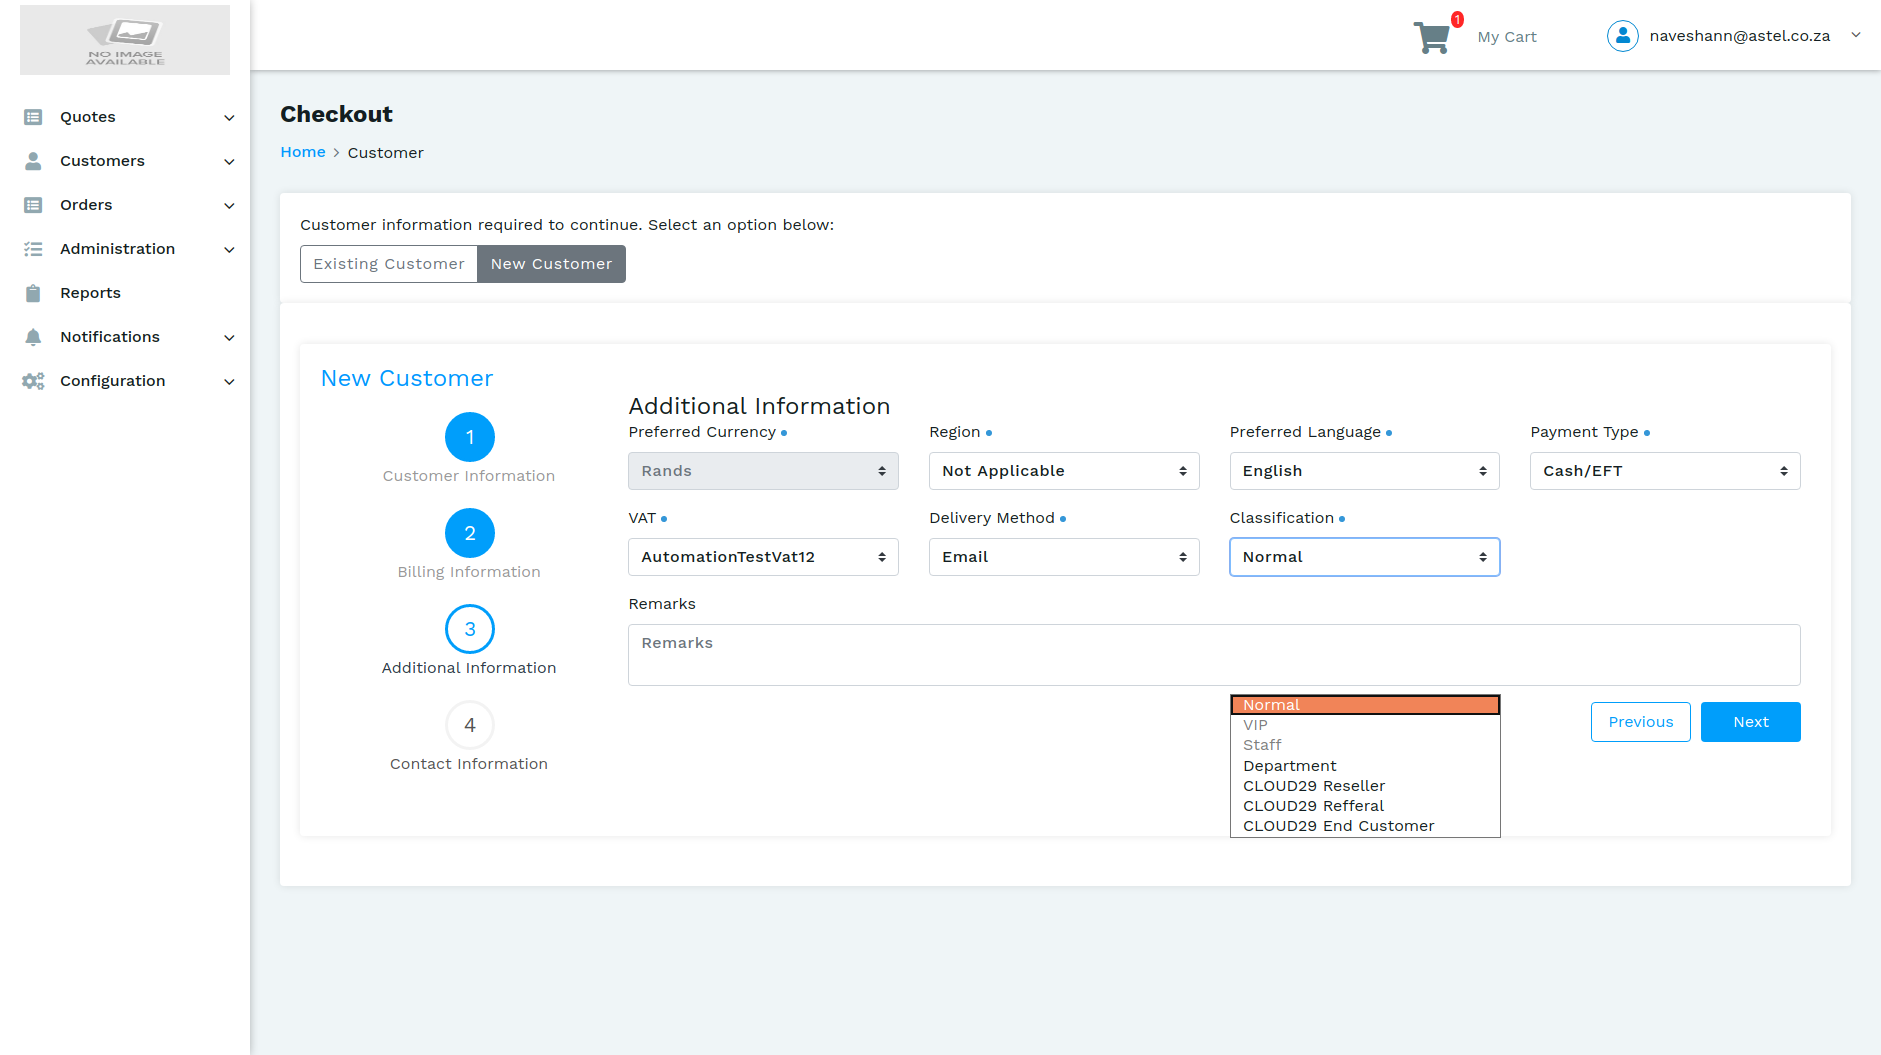 NO IMAGE
AVAILABLE
1
My Cart
naveshann@astel.co.za
Quotes
Customers
Orders
Administration
Reports
Notifications
Configuration
Checkout
Home
Customer
Customer information required to continue. Select an option below:
Existing Customer
New Customer
New Customer
1
Customer Information
2
Billing Information
3
Additional Information
4
Contact Information
Additional Information
Preferred Currency
Region
Preferred Language
Payment Type
Rands
Not Applicable
English
Cash/EFT
VAT
Delivery Method
Classification
AutomationTestVat12
Email
Normal
Remarks
Remarks
Normal
VIP
Staff
Department
CLOUD29 Reseller
CLOUD29 Refferal
CLOUD29 End Customer
Previous
Next